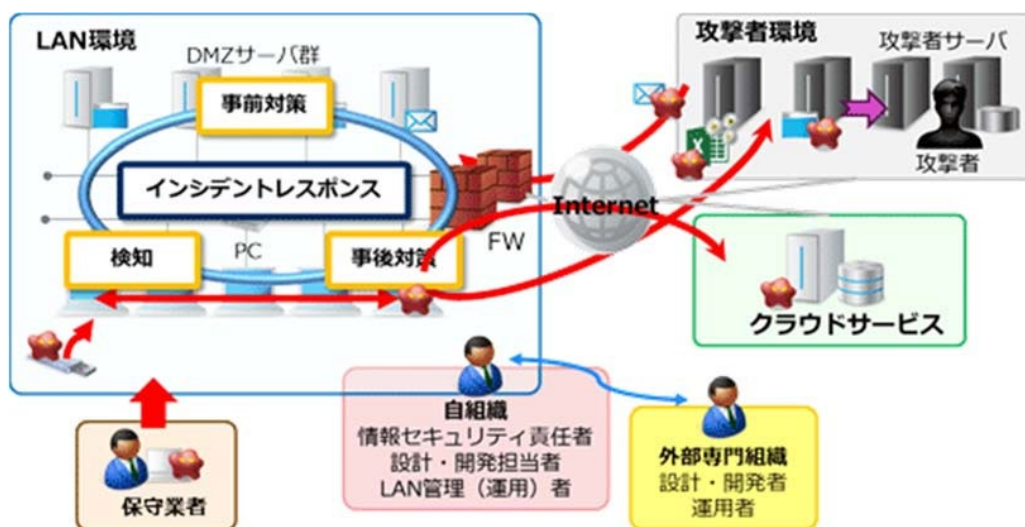 LAN環境
DMZサーバ群
事前対策
インシデントレスポンス
検知
PC
事後対策
FW
Internet
攻撃者環境
攻撃者サーバ
攻撃者
クラウドサービス
保守業者
自組織
情報セキュリティ責任者
設計・開発担当者
LAN管理（運用）者
外部専門組織
設計・開発者
運用者